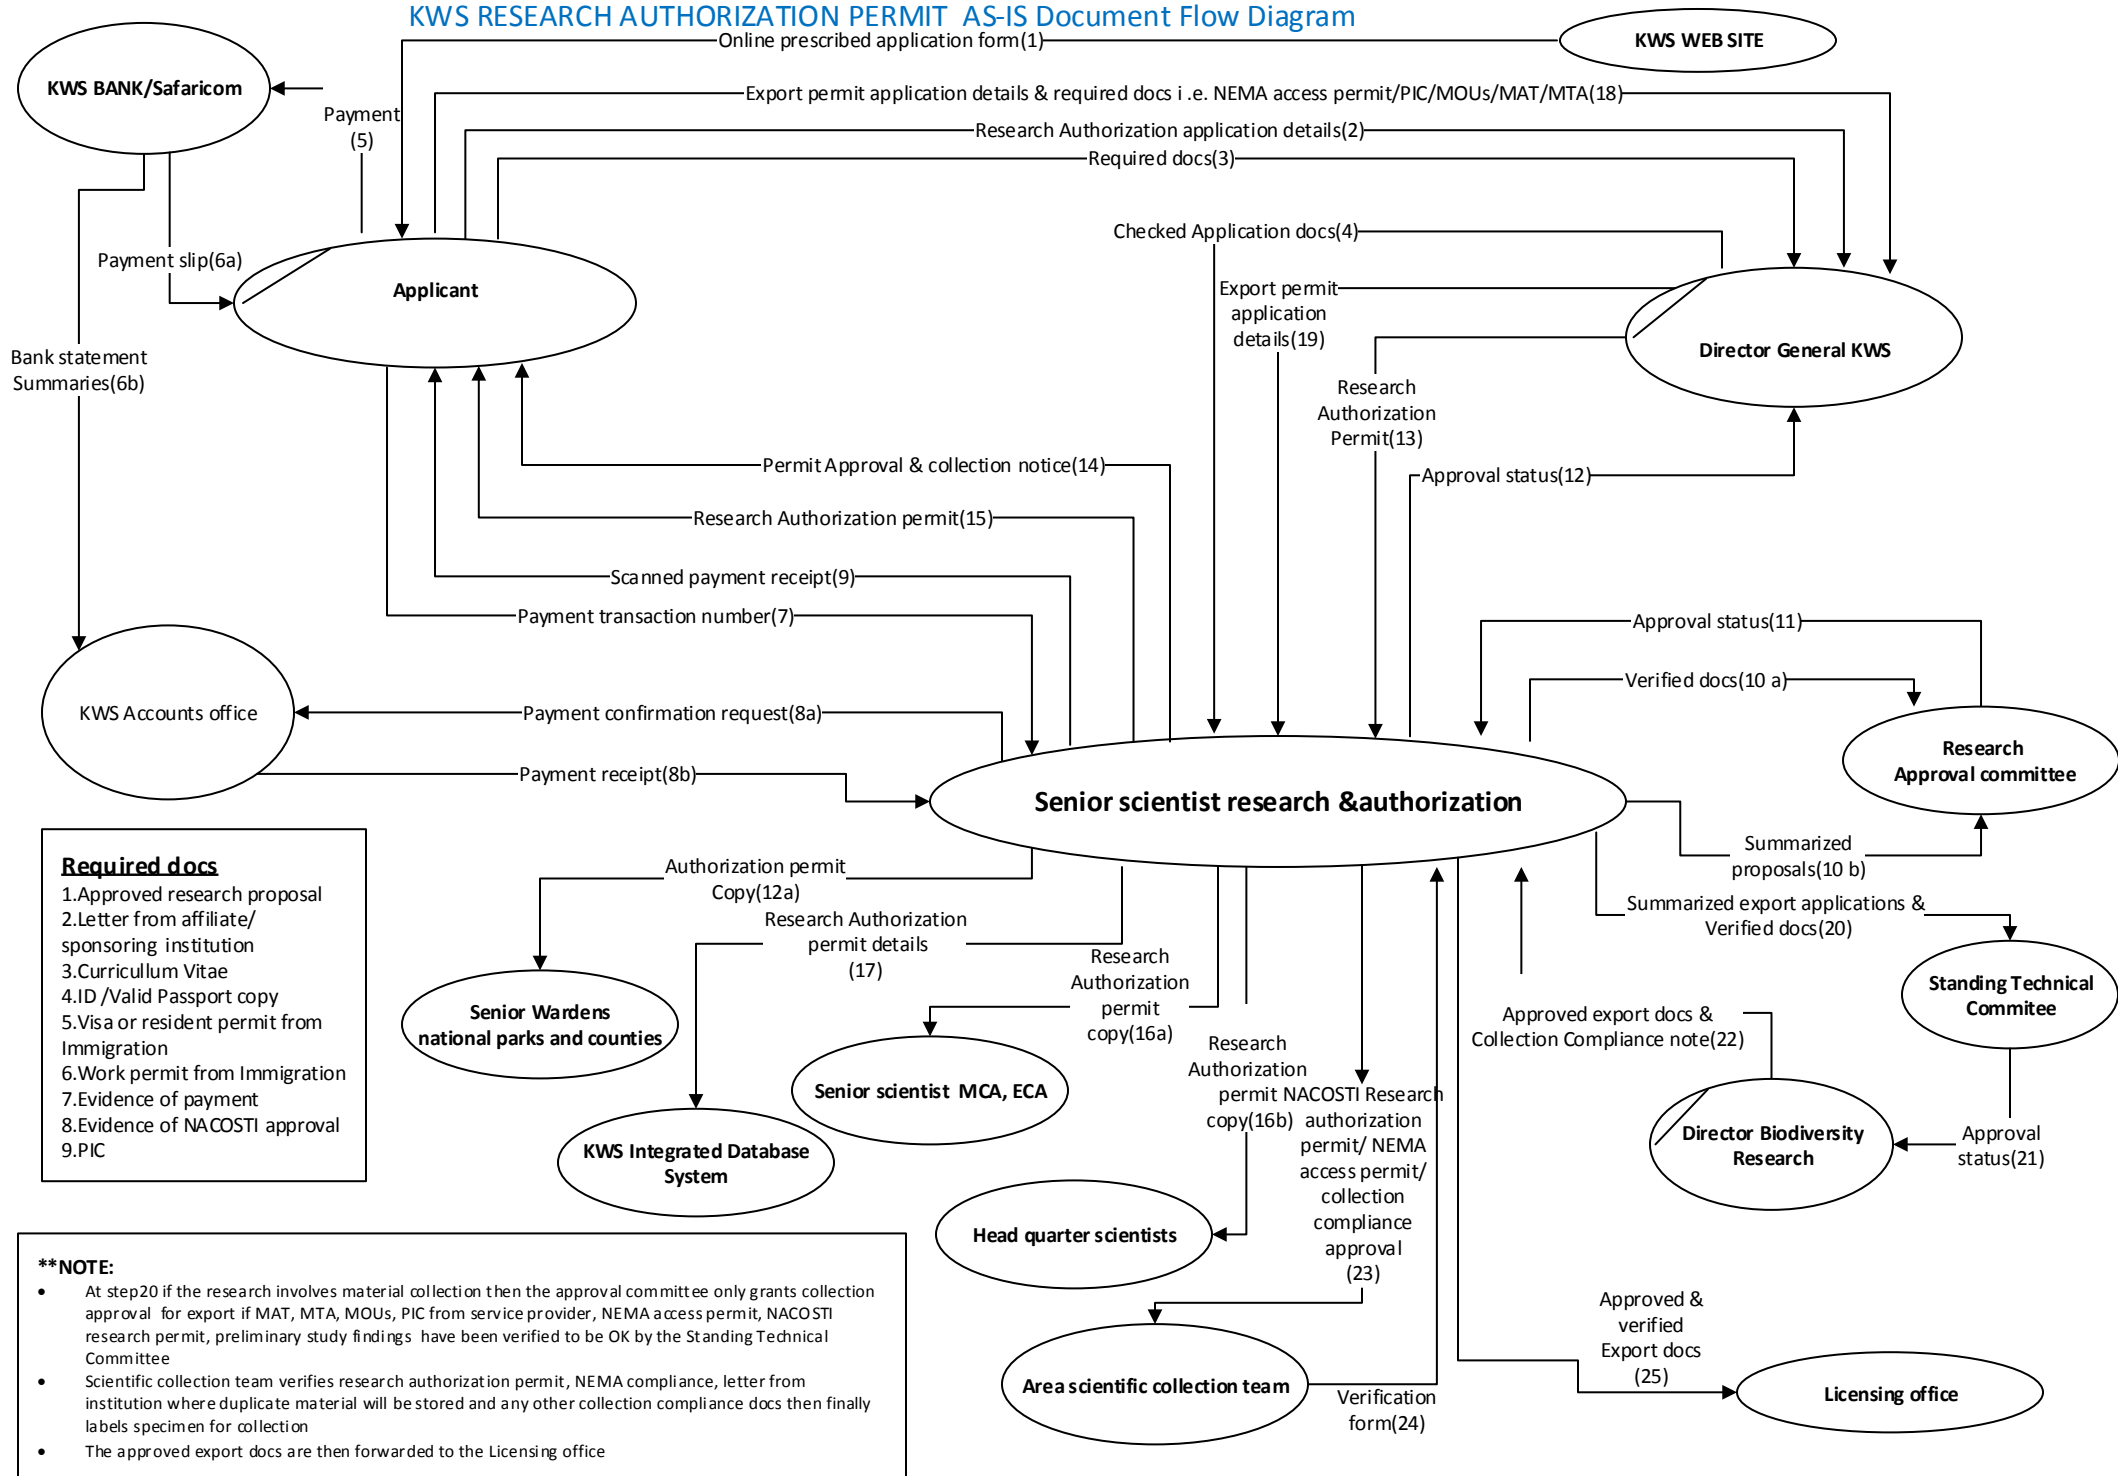 KWS RESEARCH AUTHORIZATION PERMIT AS-IS Document Flow Diagram
Online prescribed application form(1)
KWS WEB SITE
KWS BANK/Safaricom
Export permit application details & required docs i .e. NEMA access permit/PIC/MOUs/MAT/MTA(18)
Payment
(5)
Research Authorization application details(2)
Required docs(3)
Checked Application docs(4)
Payment slip(6a)
Applicant
Export permit
application
details(19)
Director General KWS
Bank statement
Summaries(6b)
Research
Authorization
Permit(13)
Permit Approval & collection notice(14)
Approval status(12)
Research Authorization permit(15)
Scanned payment receipt(9)
Payment transaction number(7)
Approval status(11)
Verified docs(10 a)
KWS Accounts office
Payment confirmation request(8a)
Research
Approval committee
Payment receipt(8b)
Senior scientist research &authorization
Summarized
proposals(10 b)
Required docs
1.Approved research proposal
2.Letter from affiliate/
sponsoring institution
3.Curricullum Vitae
4.ID /Valid Passport copy
5.Visa or resident permit from
Immigration
6.Work permit from Immigration
7.Evidence of payment
8.Evidence of NACOSTI approval
9.PIC
Authorization permit
Copy(12a)
Research Authorization
permit details
(17)
Summarized export applications &
Verified docs(20)
Research
Authorization
permit
copy(16a)
Senior Wardens
national parks and counties
Standing Technical
Commitee
Approved export docs &
Collection Compliance note(22)
Research
Authorization
permit
copy(16b)
Senior scientist MCA, ECA
NACOSTI Research
authorization
permit/ NEMA
access permit/
collection
compliance
approval
(23)
Director Biodiversity
Research
Approval
status(21)
KWS Integrated Database
System
Head quarter scientists
**NOTE:
• At step20 if the research involves material collection then the approval committee only grants collection
approval for export if MAT, MTA, MOUs, PIC from service provider, NEMA access permit, NACOSTI
research permit, preliminary study findings have been verified to be OK by the Standing Technical
Committee
• Scientific collection team verifies research authorization permit, NEMA compliance, letter from
institution where duplicate material will be stored and any other collection compliance docs then finally
labels specimen for collection
• The approved export docs are then forwarded to the Licensing office
Approved &
verified
Export docs
(25)
Area scientific collection team
Verification
form(24)
Licensing office